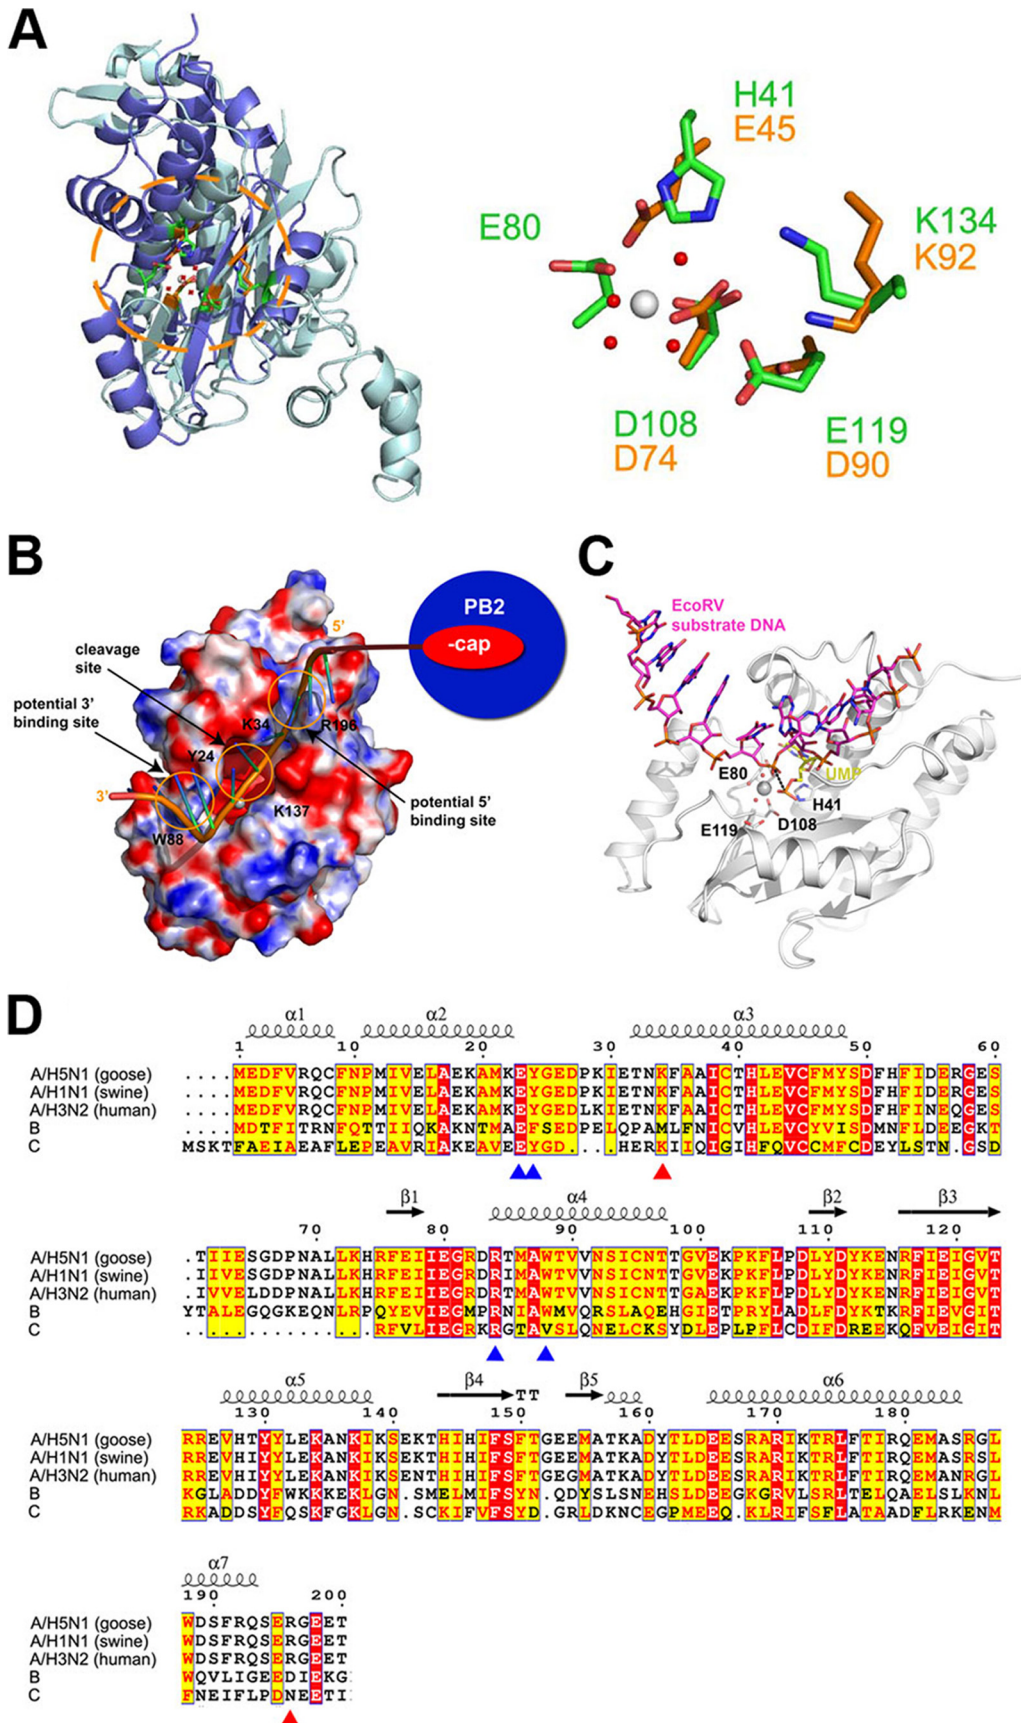 A
H41
E45
E80
K134
K92
D108
D74
E119
D90
B
C
PB2
-cap
5'
cleavage
site
potential 3'
binding site
K34
R196
Y24
3'
K137
W88
potential 5'
binding site
EcoRV
substrate DNA
E80
UMP
H41
E119
D108
D
α1 α2 α3
1 10 20 30 40 50 60
A/H5N1 (goose) ....MEDFVRQCFNPMIVELAEKAMKEYGEDPKIETNKFAAICTHLEVCFMYSDFHFIDERGES
A/H1N1 (swine) ....MEDFVRQCFNPMIVELAEKAMKEYGEDPKIETNKFAAICTHLEVCFMYSDFHFIDERGES
A/H3N2 (human) ....MEDFVRQCFNPMIVELAEKAMKEYGEDLKIETNKFAAICTHLEVCFMYSDFHFINEQGES
B ....MDTFITRNFQTTIIQKAKNTMAEFSEDPELQPAMLFNICVHLEVCYVISDMNFLDEEGKT
C MSKTFAEIAEAFLEPEAVRIAKEAVEEYGD...HERKIIQIGIHFQVCCMFCDEYLSTN.GSD
β1 α4 β2 β3
70 80 90 100 110 120
A/H5N1 (goose) .TIIESGDPNALLKHRFEIIEGRDRTMAWTVVNSICNTTGVEKPKFLPDLYDYKENRFIEIGVT
A/H1N1 (swine) .IIVESGDPNALLKHRFEIIEGRDRIMAWTVVNSICNTTGAEKPKFLPDLYDYKENRFIEIGVT
A/H3N2 (human) .IVVELDDPNALLKHRFEIIEGRDRTMAWTVVNSICNTTGAEKPKFLPDLYDYKENRFIEIGVT
B YTALEGQGKEQNLRPQYEVIEGMPRNIAWMVQRSLAQEHGIETPRYLADLFDYKTKRFIEVGIT
C ...............RFVLIEGRKRGTAVSLQNELCKSYDLEPLPFLCDIFDREEKQFVEIGIT
α5 β4 TT β5 α6
130 140 150 160 170 180
A/H5N1 (goose) RREVHTYYLEKANKIKSEKTHIHIFSFTGEEMATKADYTLDEESRARIKTRLFTIRQEMASRGL
A/H1N1 (swine) RREVHIYYLEKANKIKSEKTHIHIFSFTGEEMATKADYTLDEESRARIKTRLFTIRQEMASRSL
A/H3N2 (human) RREVHIYYLEKANKIKSENTHIHIFSFTGEGMATKADYTLDEESRARIKTRLFTIRQEMANRGL
B KGLADDYFWKKKEKLGN.SMELMIFSYN.QDYSLSNEHSLDEEGKGRVLSRLTELQAELSLKNL
C RKADDSYFQSKFGKLGN.SCKIFVFSYD.GRLDKNCEGPMEEQ.KLRIFSFLATAADFLRKENM
α7
190 200
A/H5N1 (goose) WDSFRQSERGEET
A/H1N1 (swine) WDSFRQSERGEET
A/H3N2 (human) WDSFRQSERGEET
B WQVLIGEEDIEKG
C FNEIFLPDNEETI